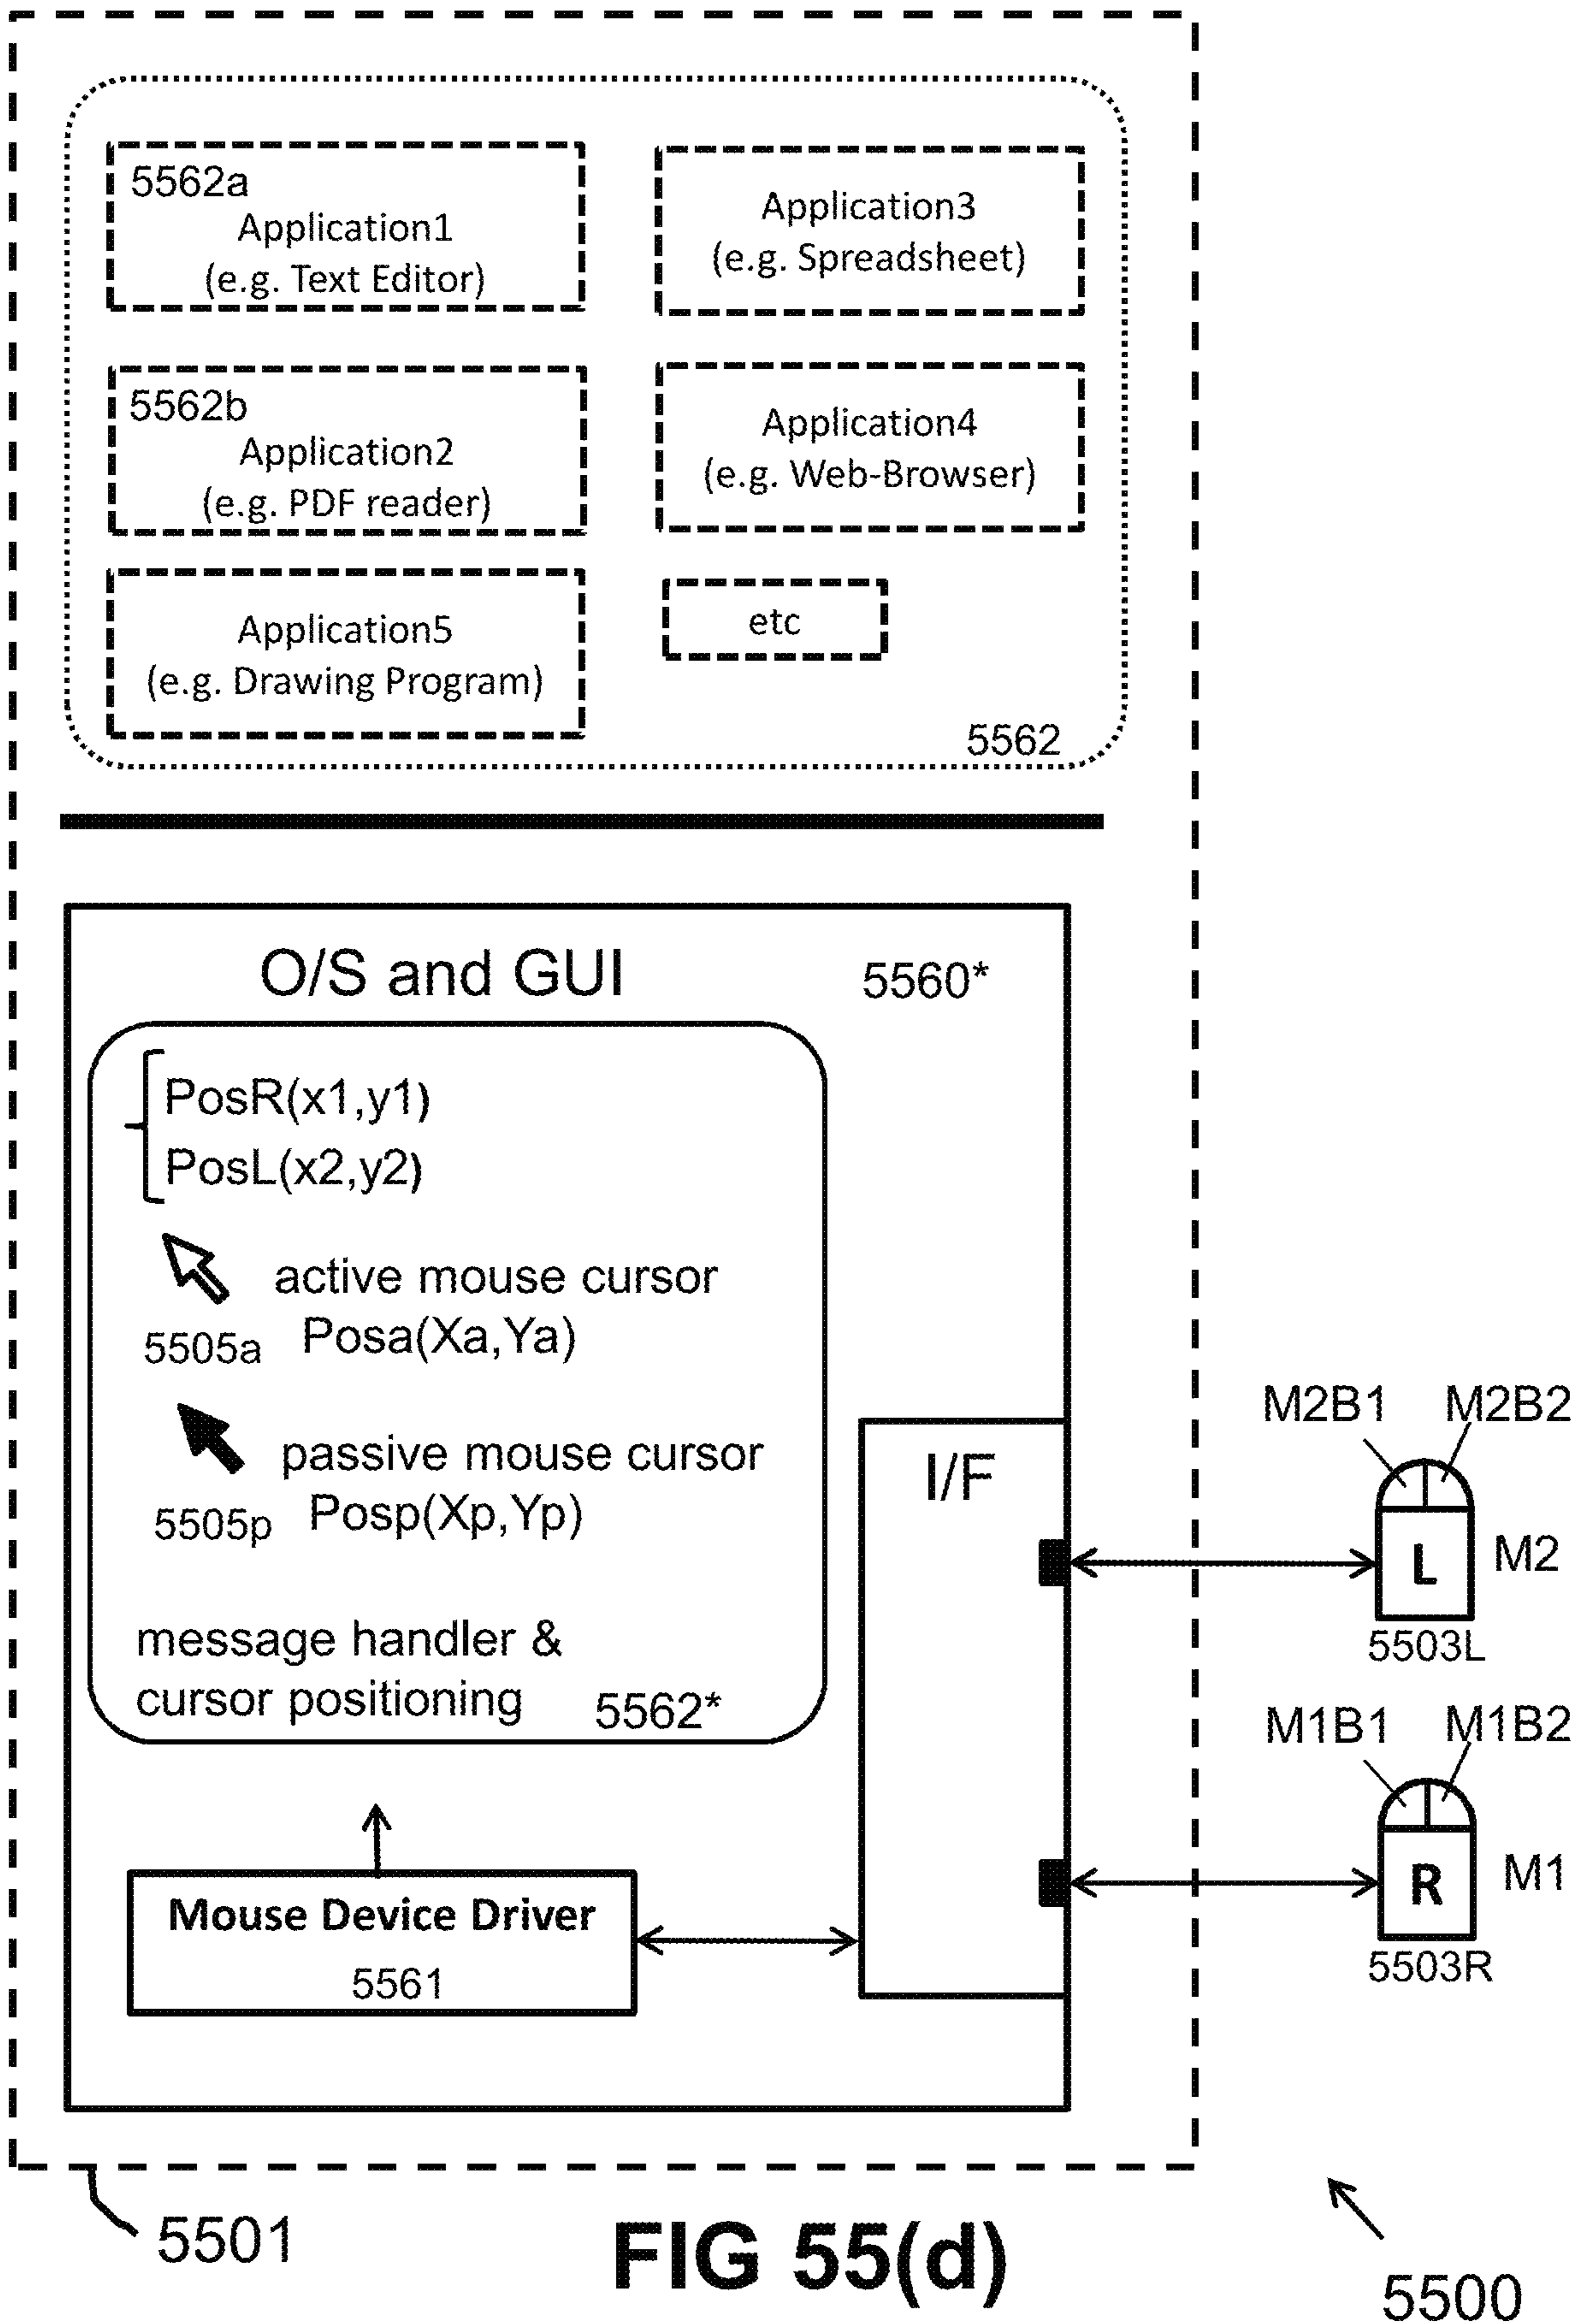 5562a
Application1
(e.g. Text Editor)
Application3
(e.g. Spreadsheet)
5562b
Application2
(e.g. PDF reader)
Application4
(e.g. Web-Browser)
Application5
(e.g. Drawing Program)
etc
5562
O/S and GUI
5560*
PosR(x1,y1)
PosL(x2,y2)
active mouse cursor
5505a
Posa(Xa,Ya)
passive mouse cursor
5505p
Posp(Xp,Yp)
message handler &
cursor positioning
5562*
I/F
Mouse Device Driver
5561
M2B1
M2B2
L
M2
5503L
M1B1
M1B2
R
M1
5503R
5501
FIG 55(d)
5500